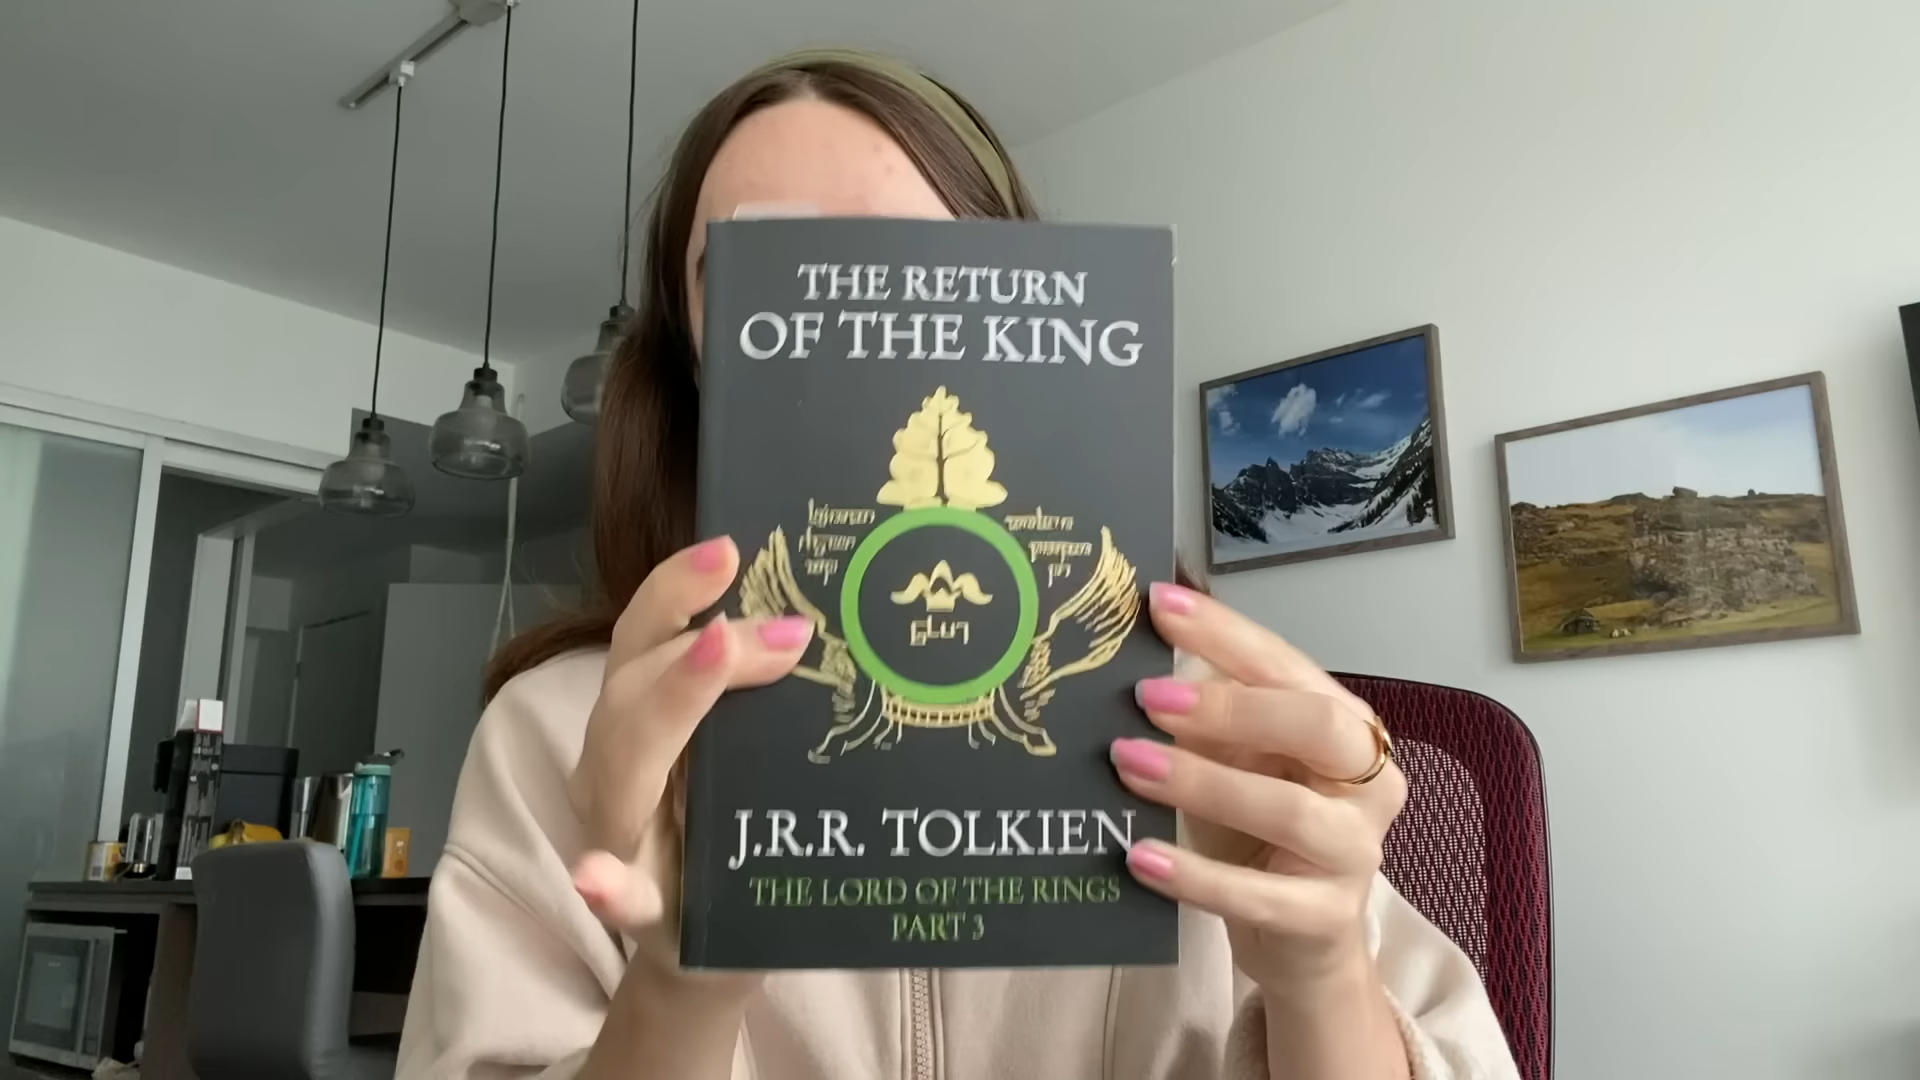 THE RETURN
OF THE KING
J.R.R. TOLKIEN
THE LORD OF THE RINGS
PART 3